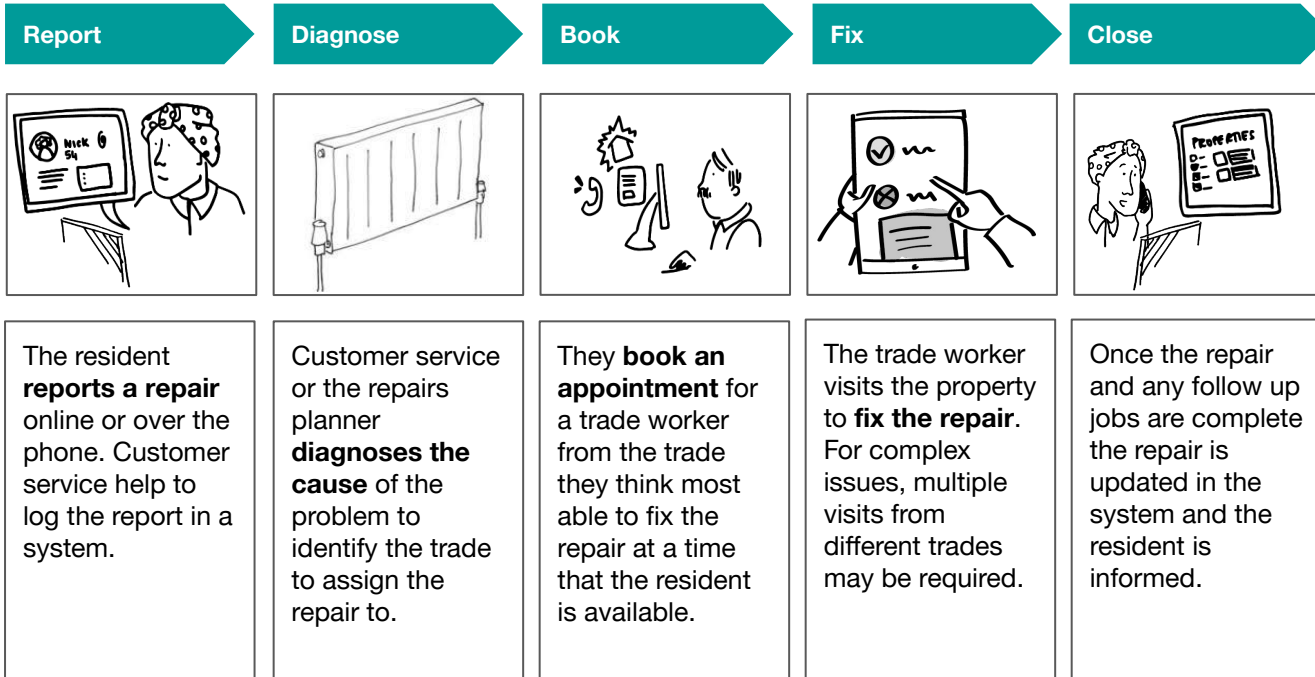 Report
Diagnose
Book
Fix
Close
Nick
54
PROPERTIES
The resident
reports a repair
online or over the
phone. Customer
service help to
log the report in a
system.
Customer service
or the repairs
planner
diagnoses the
cause of the
problem to
identify the trade
to assign the
repair to.
They book an
appointment for
a trade worker
from the trade
they think most
able to fix the
repair at a time
that the resident
is available.
The trade worker
visits the property
to fix the repair.
For complex
issues, multiple
visits from
different trades
may be required.
Once the repair
and any follow up
jobs are complete
the repair is
updated in the
system and the
resident is
informed.